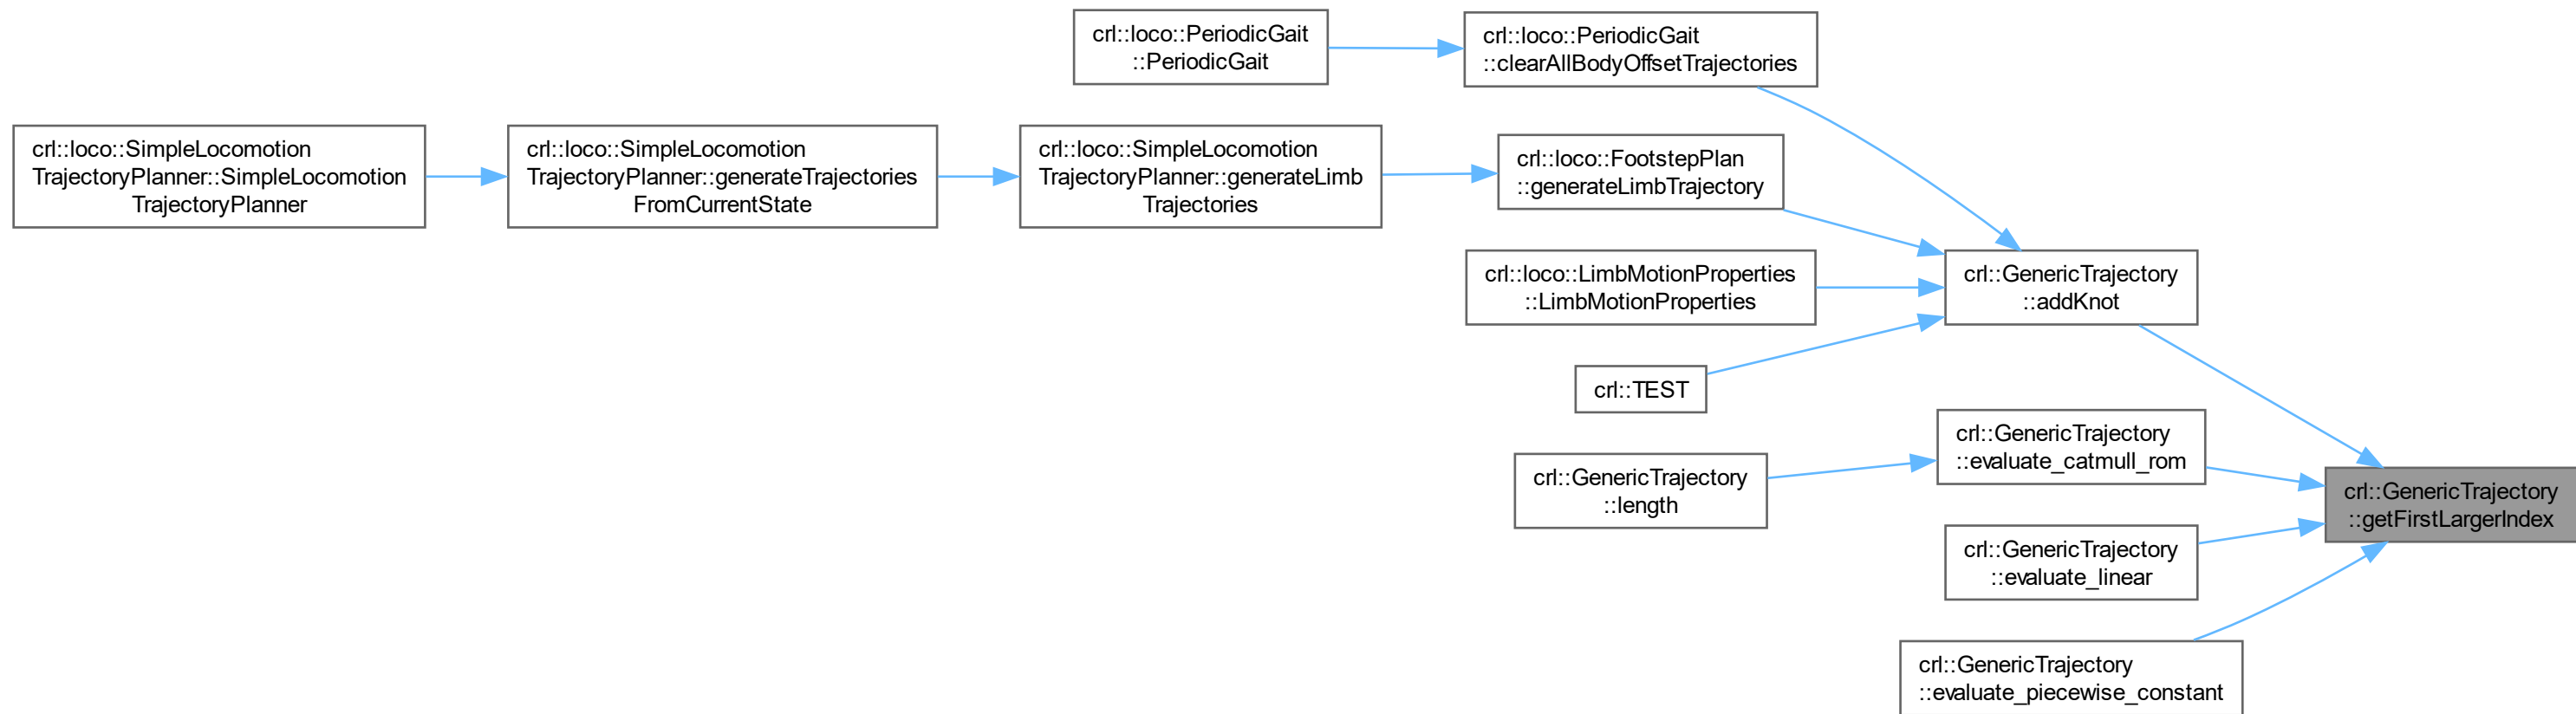 crl::loco::PeriodicGait
::PeriodicGait
crl::loco::PeriodicGait
::clearAllBodyOffsetTrajectories
crl::loco::SimpleLocomotion
TrajectoryPlanner::SimpleLocomotion
TrajectoryPlanner
crl::loco::SimpleLocomotion
TrajectoryPlanner::generateTrajectories
FromCurrentState
crl::loco::SimpleLocomotion
TrajectoryPlanner::generateLimb
Trajectories
crl::loco::FootstepPlan
::generateLimbTrajectory
crl::loco::LimbMotionProperties
::LimbMotionProperties
crl::GenericTrajectory
::addKnot
crl::TEST
crl::GenericTrajectory
::evaluate_catmull_rom
crl::GenericTrajectory
::length
crl::GenericTrajectory
::getFirstLargerIndex
crl::GenericTrajectory
::evaluate_linear
crl::GenericTrajectory
::evaluate_piecewise_constant